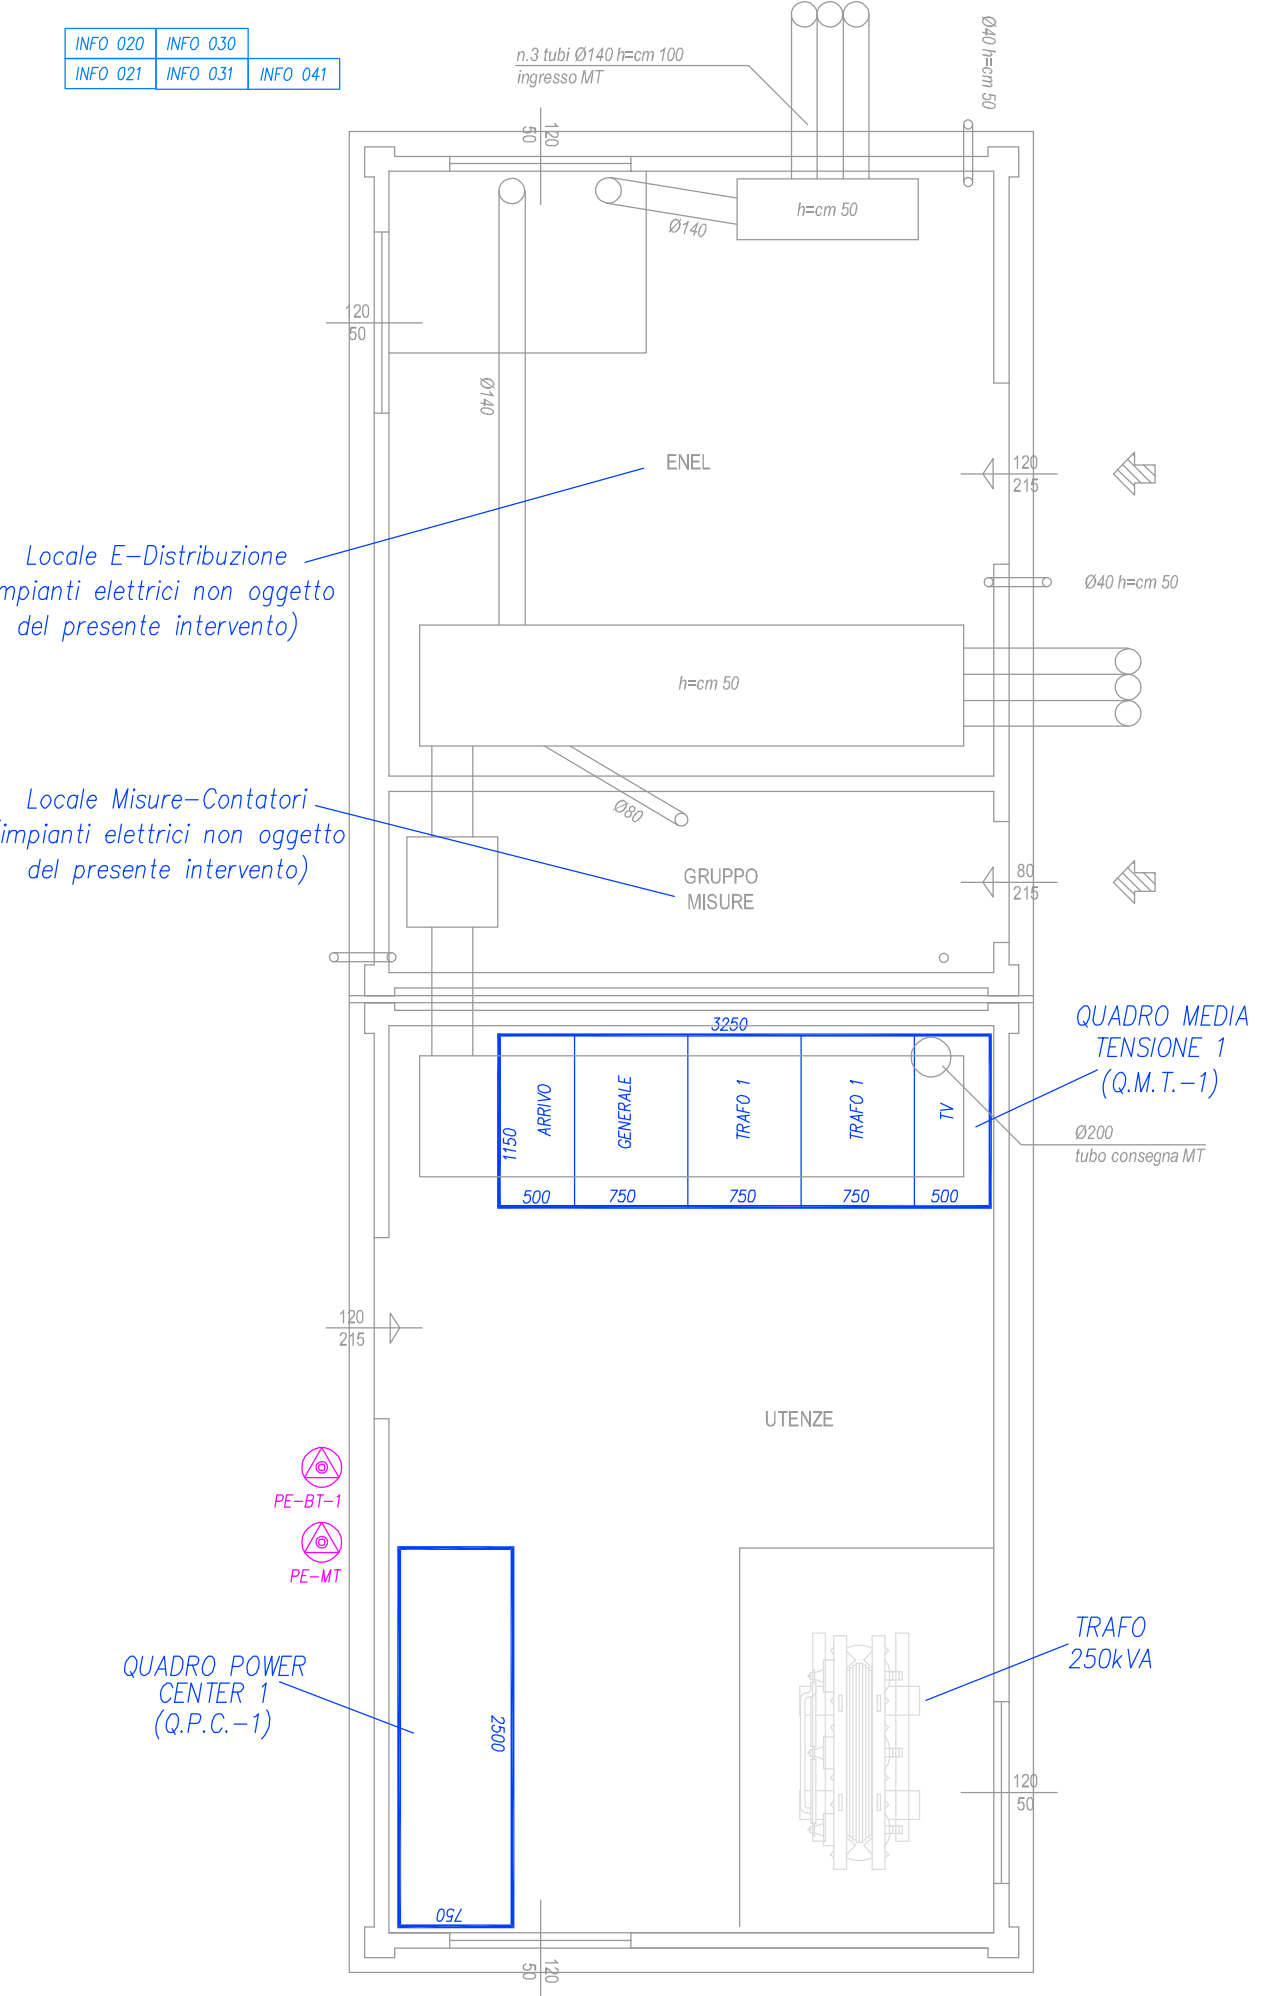 INFO 020 INFO 030
INFO 021 INFO 031 INFO 041
n.3 tubi Ø140 h=cm 100
ingresso MT
Ø40 h=cm 50
120
50
h=cm 50
Ø140
120
50
Ø140
ENEL
120
215
Locale E-Distribuzione
mpianti elettrici non oggetto
del presente intervento)
Ø40 h=cm 50
h=cm 50
Locale Misure-Contatori
(impianti elettrici non oggetto
del presente intervento)
Ø80
GRUPPO
MISURE
80
215
QUADRO MEDIA
TENSIONE 1
(Q.M.T.-1)
3250
1150
ARRIVO
GENERALE
TRAFO 1
TRAFO 1
TV
500 750 750 750 500
Ø200
tubo consegna MT
120
215
UTENZE
PE-BT-1
PE-MT
QUADRO POWER
CENTER 1
(Q.P.C.-1)
2500
750
TRAFO
250kVA
120
50
120
50